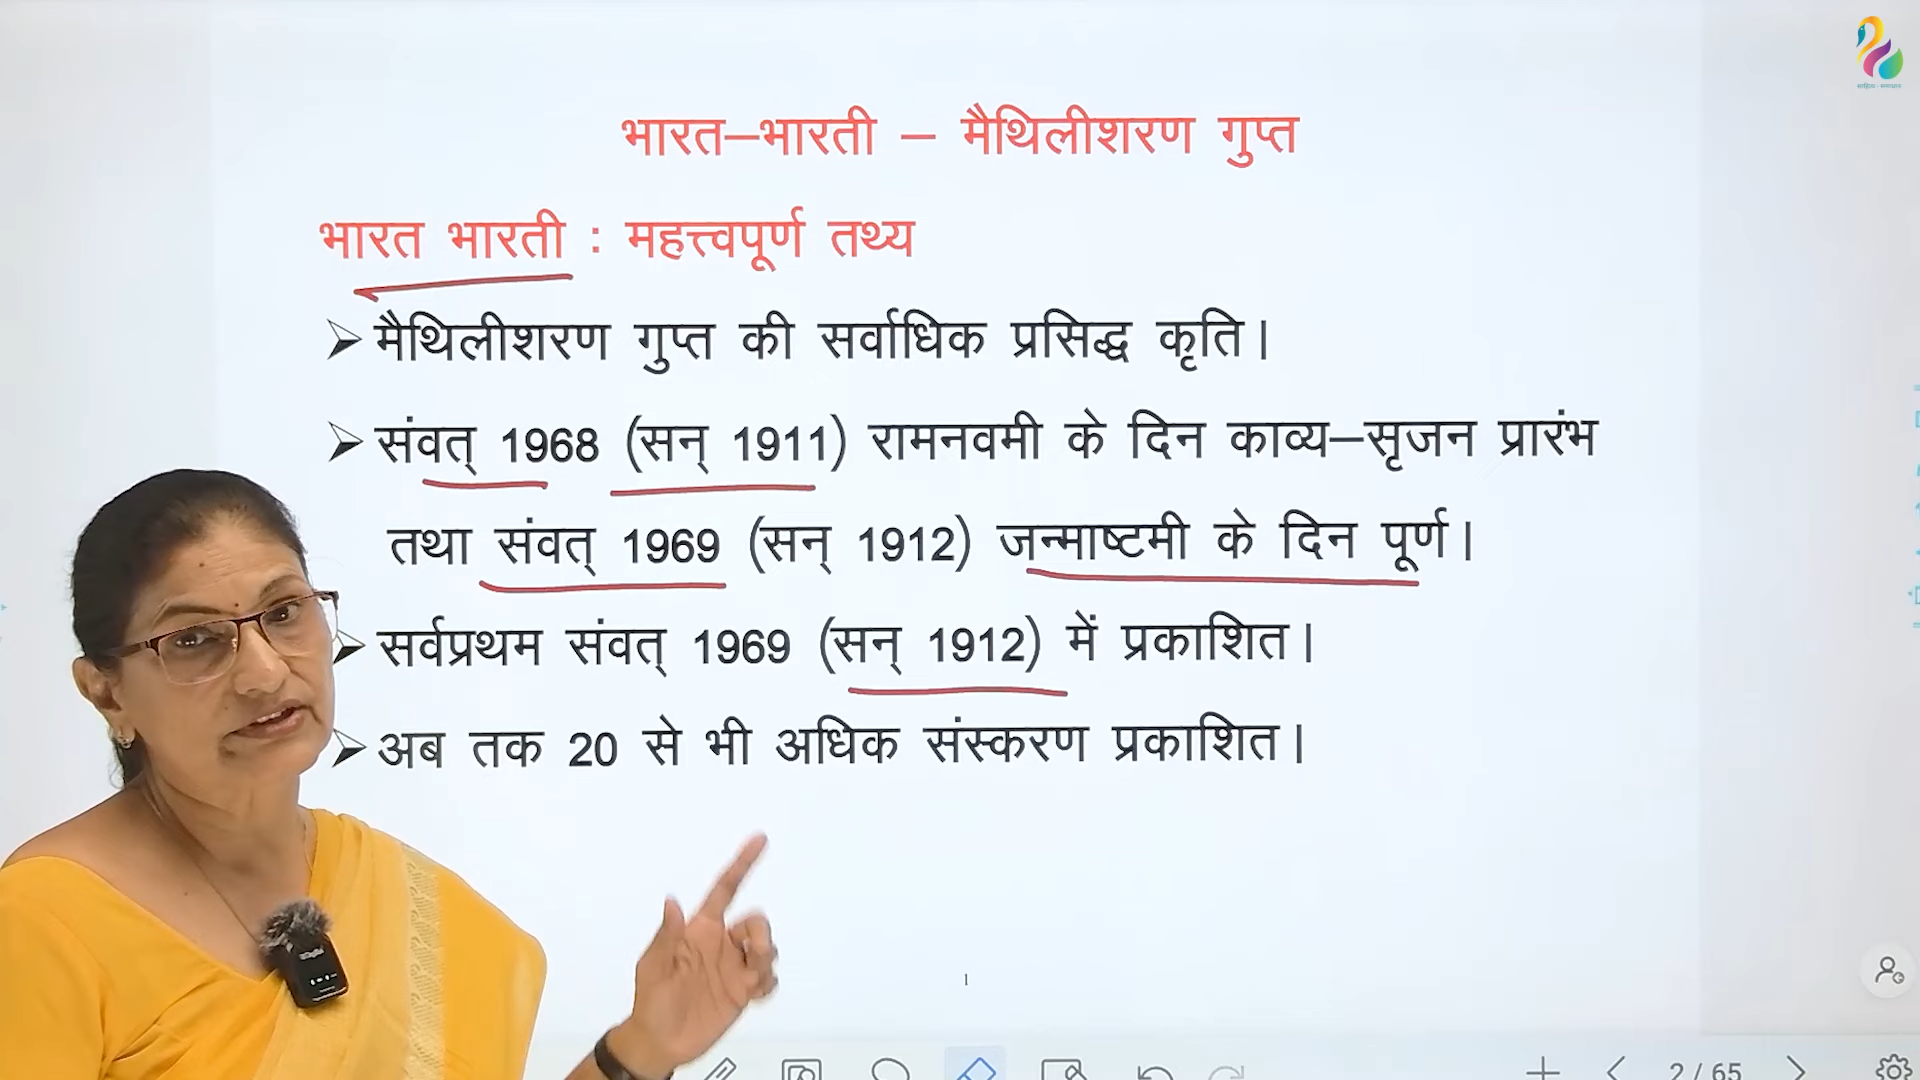 भारत–भारती – मैथिलीशरण गुप्त
भारत भारती : महत्त्वपूर्ण तथ्य
➢ मैथिलीशरण गुप्त की सर्वाधिक प्रसिद्ध कृति।
➢ संवत् 1968 (सन् 1911) रामनवमी के दिन काव्य–सृजन प्रारंभ
तथा संवत् 1969 (सन् 1912) जन्माष्टमी के दिन पूर्ण।
➢ सर्वप्रथम संवत् 1969 (सन् 1912) में प्रकाशित।
➢ अब तक 20 से भी अधिक संस्करण प्रकाशित।
1
2 / 65